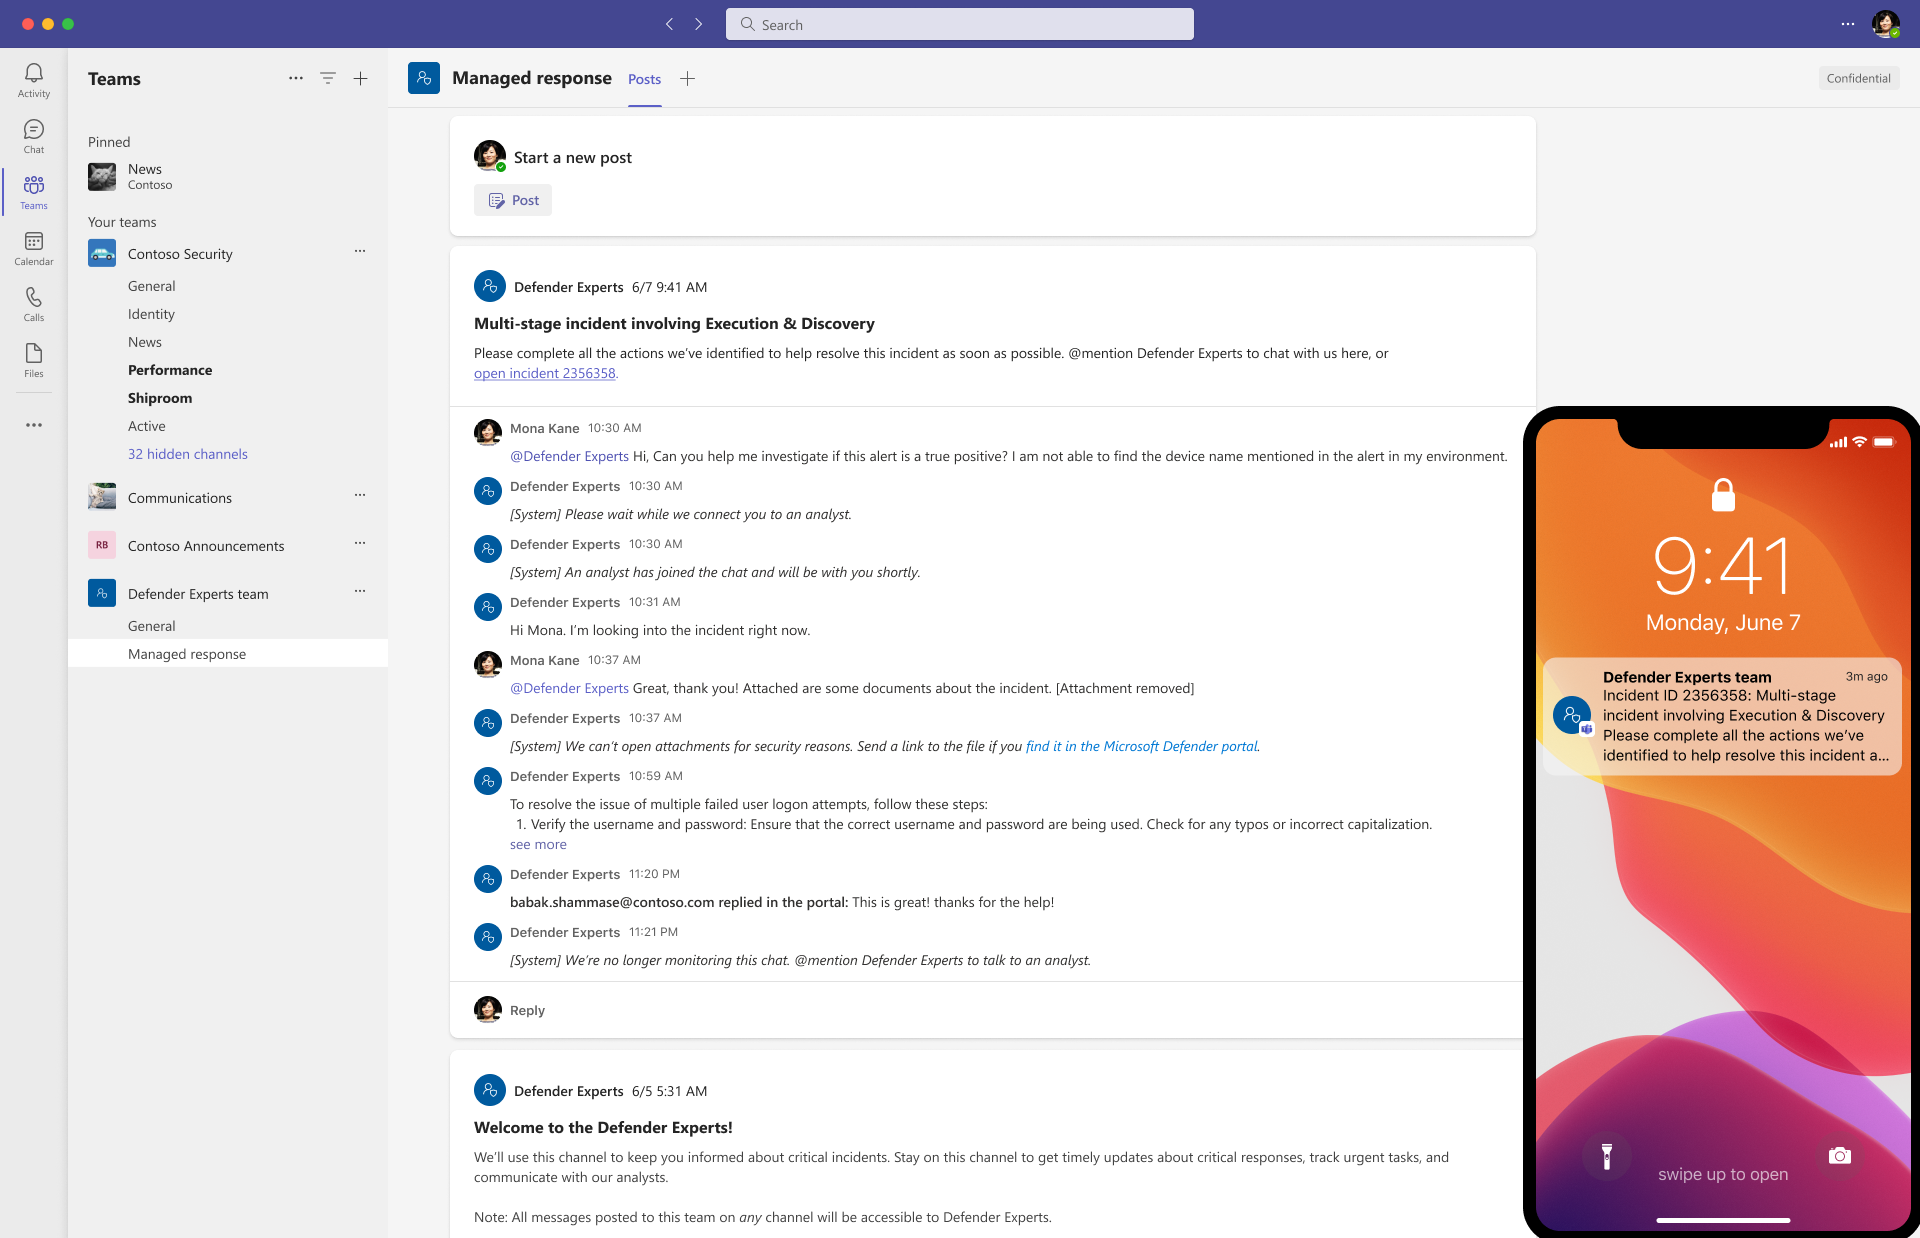 Search
Activity
Chat
Teams
Calendar
Calls
Files
Teams
Pinned
News
Contoso
Your teams
Contoso Security
General
Identity
News
Performance
Shiproom
Active
32 hidden channels
Communications
RB
Contoso Announcements
Defender Experts team
General
Managed response
Managed response
Posts
Confidential
Start a new post
Post
Defender Experts 6/7 9:41 AM
Multi-stage incident involving Execution & Discovery
Please complete all the actions we've identified to help resolve this incident as soon as possible. @mention Defender Experts to chat with us here, or
open incident 2356358.
Mona Kane 10:30 AM
@Defender Experts Hi, Can you help me investigate if this alert is a true positive? I am not able to find the device name mentioned in the alert in my environment.
Defender Experts 10:30 AM
[System] Please wait while we connect you to an analyst.
Defender Experts 10:30 AM
[System] An analyst has joined the chat and will be with you shortly.
Defender Experts 10:31 AM
Hi Mona. I'm looking into the incident right now.
Mona Kane 10:37 AM
@Defender Experts Great, thank you! Attached are some documents about the incident. [Attachment removed]
Defender Experts 10:37 AM
[System] We can't open attachments for security reasons. Send a link to the file if you find it in the Microsoft Defender portal.
Defender Experts 10:59 AM
To resolve the issue of multiple failed user logon attempts, follow these steps:
1. Verify the username and password: Ensure that the correct username and password are being used. Check for any typos or incorrect capitalization.
see more
Defender Experts 11:20 PM
babak.shammase@contoso.com replied in the portal: This is great! thanks for the help!
Defender Experts 11:21 PM
[System] We're no longer monitoring this chat. @mention Defender Experts to talk to an analyst.
Reply
Defender Experts 6/5 5:31 AM
Welcome to the Defender Experts!
We'll use this channel to keep you informed about critical incidents. Stay on this channel to get timely updates about critical responses, track urgent tasks, and
communicate with our analysts.
Note: All messages posted to this team on any channel will be accessible to Defender Experts.
9:41
Monday, June 7
Defender Experts team 3m ago
Incident ID 2356358: Multi-stage
incident involving Execution & Discovery
Please complete all the actions we've
identified to help resolve this incident a...
swipe up to open